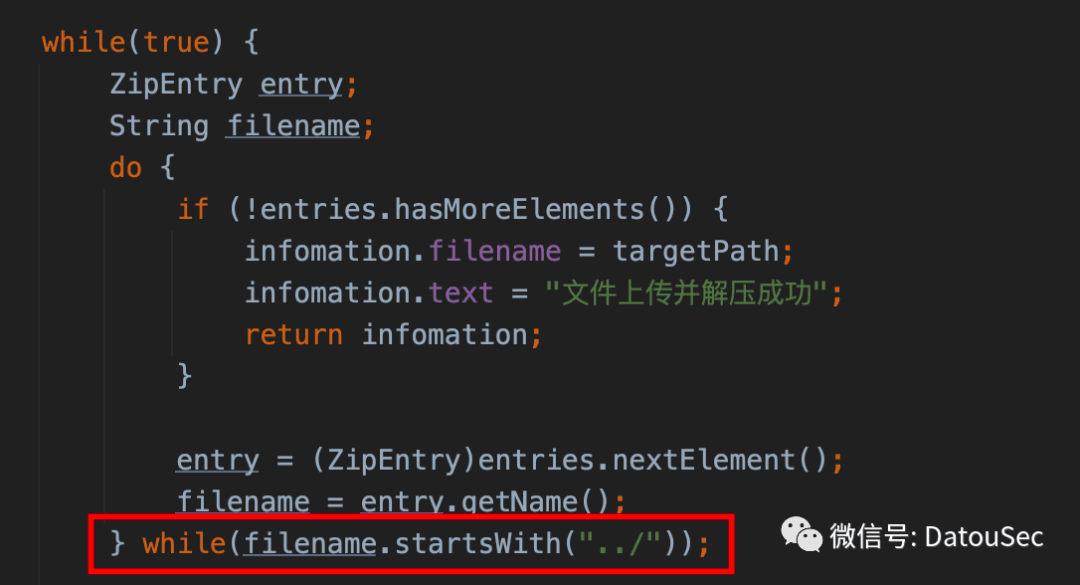 while(true) {
ZipEntry entry;
String filename;
do {
if (!entries.hasMoreElements()) {
infomation.filename = targetPath;
infomation.text = "文件上传并解压成功";
return infomation;
}
entry = (ZipEntry)entries.nextElement();
filename = entry.getName();
} while(filename.startsWith("../"));
微信号: DatouSec